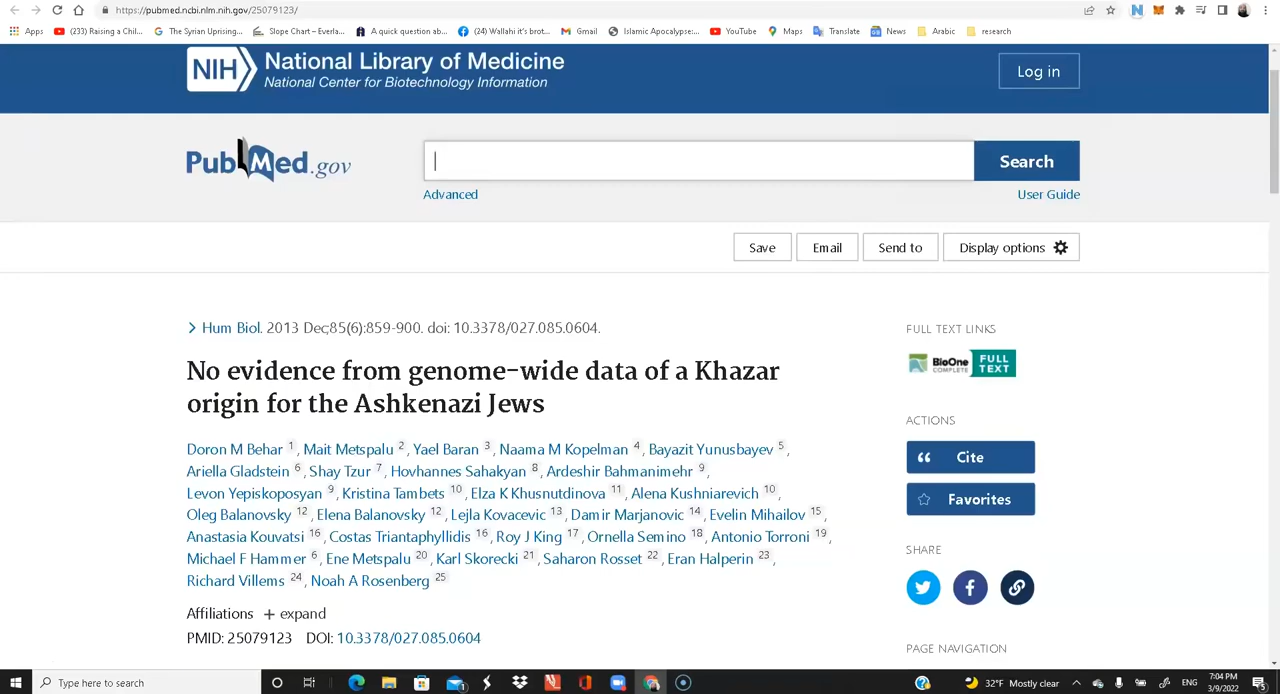 https://pubmed.ncbi.nlm.nih.gov/25079123/
Apps (233) Raising a Chil... The Syrian Uprising,... Slope Chart – Everla... A quick question ab... (24) Wallahi it's brot... Gmail Islamic Apocalypse:... YouTube Maps Translate News Arabic research
NIH National Library of Medicine
National Center for Biotechnology Information
Log in
PubMed.gov
Search
Advanced
User Guide
Save Email Send to Display options
Hum Biol. 2013 Dec;85(6):859-900. doi: 10.3378/027.085.0604.
No evidence from genome-wide data of a Khazar
origin for the Ashkenazi Jews
Doron M Behar 1, Mait Metspalu 2, Yael Baran 3, Naama M Kopelman 4, Bayazit Yunusbayev 5,
Ariella Gladstein 6, Shay Tzur 7, Hovhannes Sahakyan 8, Ardeshir Bahmanimehr 9,
Levon Yepiskoposyan 9, Kristina Tambets 10, Elza K Khusnutdinova 11, Alena Kushniarevich 10,
Oleg Balanovsky 12, Elena Balanovsky 12, Lejla Kovacevic 13, Damir Marjanovic 14, Evelin Mihailov 15,
Anastasia Kouvatsi 16, Costas Triantaphyllidis 16, Roy J King 17, Ornella Semino 18, Antonio Torroni 19,
Michael F Hammer 6, Ene Metspalu 20, Karl Skorecki 21, Saharon Rosset 22, Eran Halperin 23,
Richard Villems 24, Noah A Rosenberg 25
Affiliations + expand
PMID: 25079123 DOI: 10.3378/027.085.0604
FULL TEXT LINKS
BioOne COMPLETE FULL TEXT
ACTIONS
Cite
Favorites
SHARE
PAGE NAVIGATION
Type here to search
32°F Mostly clear
ENG
7:04 PM
3/9/2022